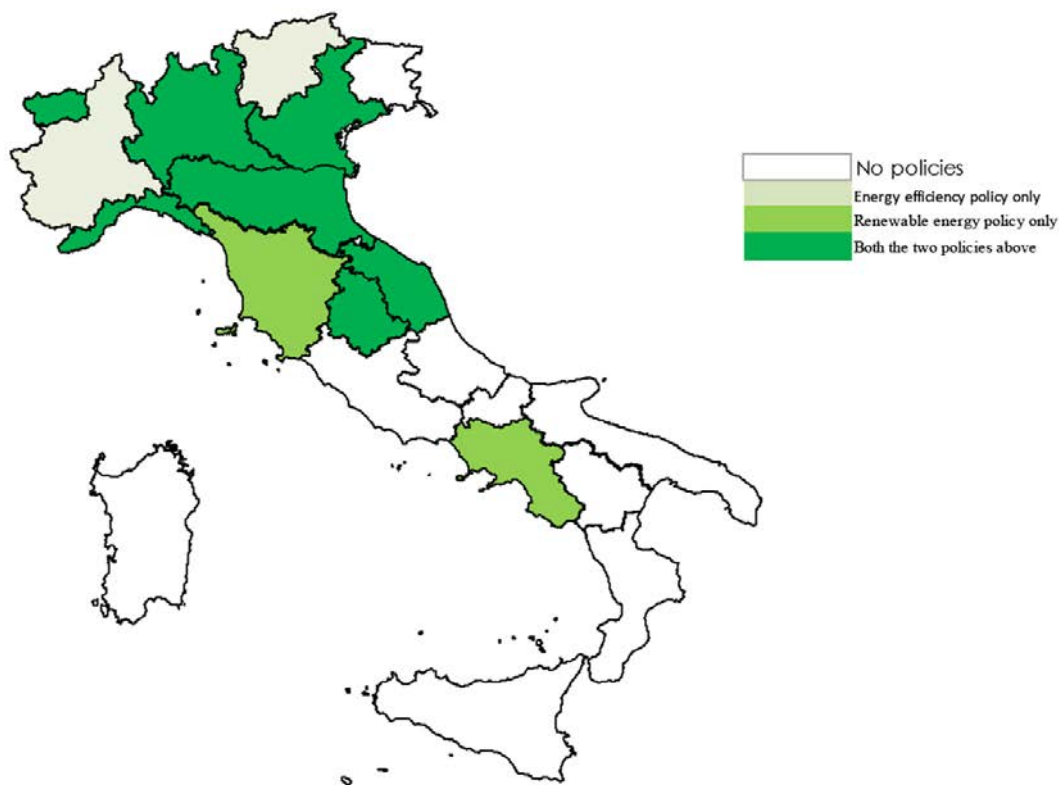 No policies
Energy efficiency policy only
Renewable energy policy only
Both the two policies above